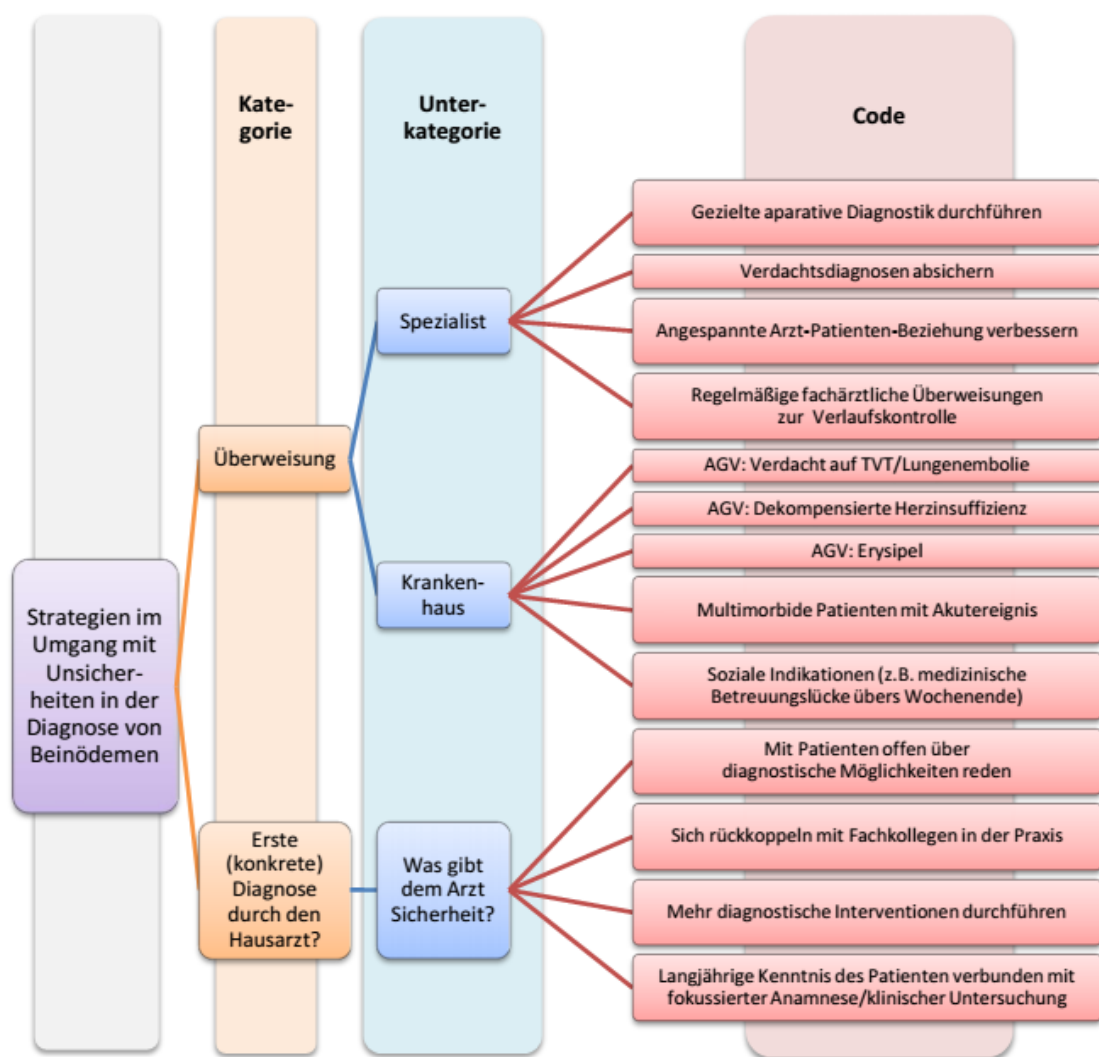 Kate-
gorie
Unter-
kategorie
Code
Strategien im
Umgang mit
Unsicher-
heiten in der
Diagnose von
Beinödemen
Überweisung
Spezialist
Gezielte aparative Diagnostik durchführen
Verdachtsdiagnosen absichern
Angespannte Arzt-Patienten-Beziehung verbessern
Regelmäßige fachärztliche Überweisungen
zur Verlaufskontrolle
Kranken-
haus
AGV: Verdacht auf TVT/Lungenembolie
AGV: Dekompensierte Herzinsuffizienz
AGV: Erysipel
Multimorbide Patienten mit Akutereignis
Soziale Indikationen (z.B. medizinische
Betreuungslücke übers Wochenende)
Erste
(konkrete)
Diagnose
durch den
Hausarzt?
Was gibt
dem Arzt
Sicherheit?
Mit Patienten offen über
diagnostische Möglichkeiten reden
Sich rückkoppeln mit Fachkollegen in der Praxis
Mehr diagnostische Interventionen durchführen
Langjährige Kenntnis des Patienten verbunden mit
fokussierter Anamnese/klinischer Untersuchung